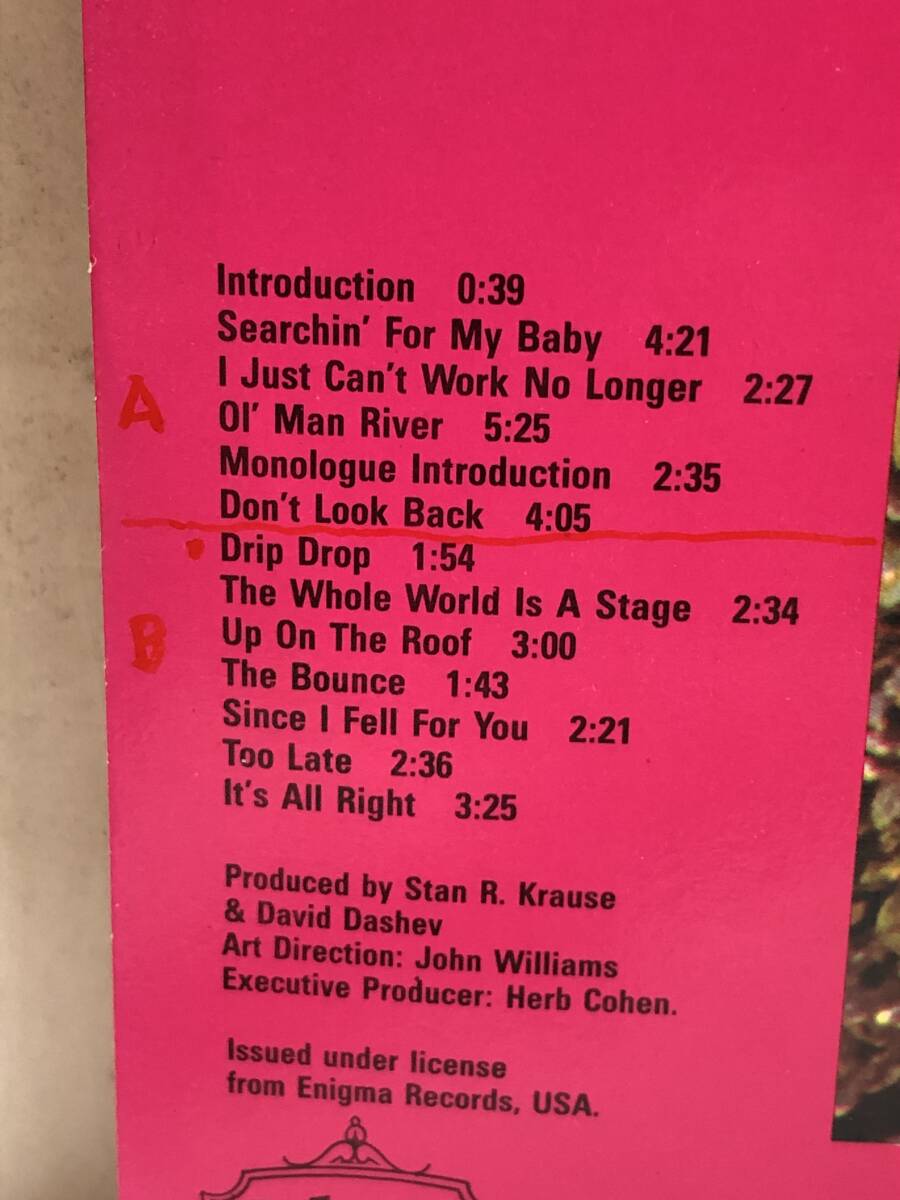 Introduction 0:39
Searchin' For My Baby 4:21
I Just Can't Work No Longer 2:27
A
Ol' Man River 5:25
Monologue Introduction 2:35
Don't Look Back 4:05
Drip Drop 1:54
The Whole World Is A Stage 2:34
B
Up On The Roof 3:00
The Bounce 1:43
Since I Fell For You 2:21
Too Late 2:36
It's All Right 3:25
Produced by Stan R. Krause
& David Dashev
Art Direction: John Williams
Executive Producer: Herb Cohen.
Issued under license
from Enigma Records, USA.